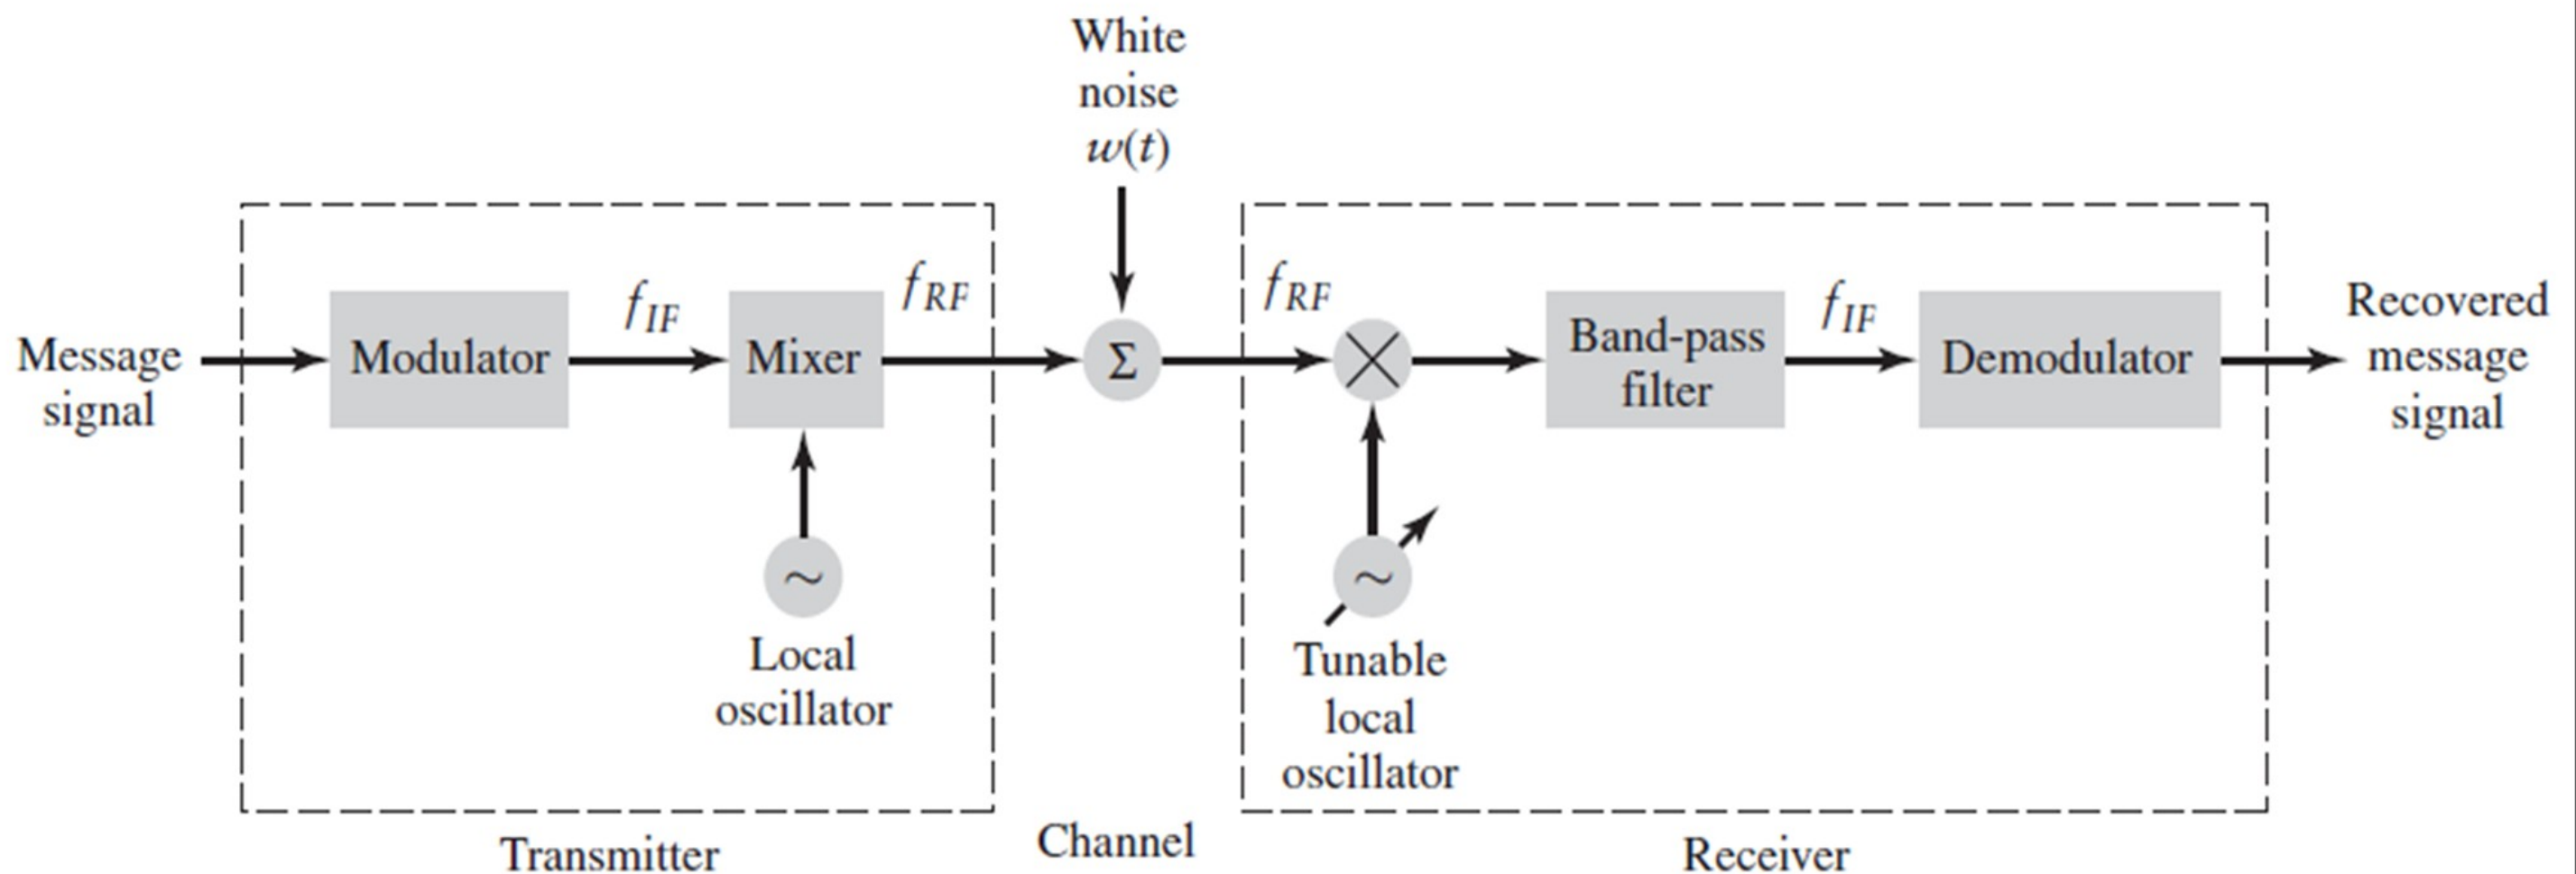 White
noise
w(t)
Message
signal
Modulator
f_IF
Mixer
f_RF
Σ
f_RF
Band-pass
filter
f_IF
Demodulator
Recovered
message
signal
~
Local
oscillator
~
Tunable
local
oscillator
Transmitter
Channel
Receiver